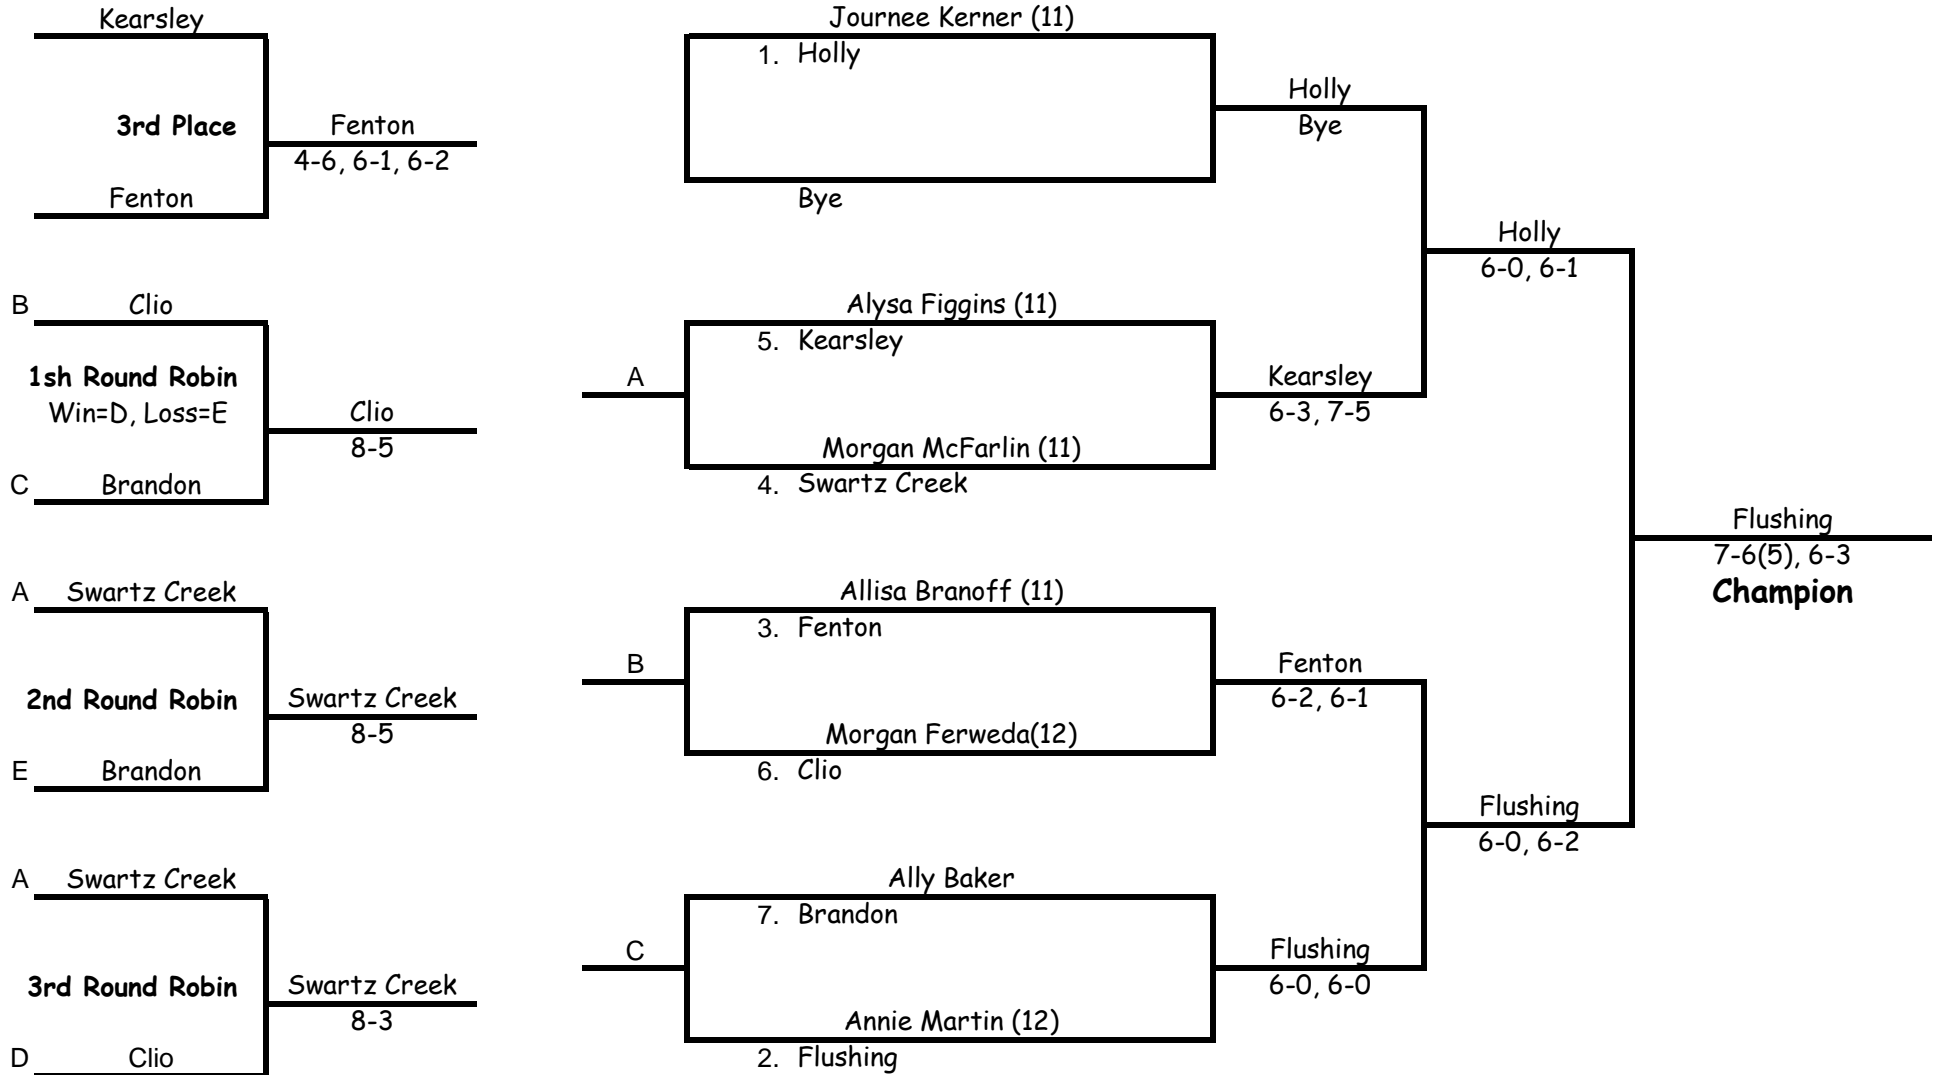 Kearsley
3rd Place
Fenton
4-6, 6-1, 6-2
Fenton
B Clio
1sh Round Robin
Win=D, Loss=E
Clio
8-5
C Brandon
A Swartz Creek
2nd Round Robin
Swartz Creek
8-5
E Brandon
A Swartz Creek
3rd Round Robin
Swartz Creek
8-3
D Clio
Journee Kerner (11)
1. Holly
Bye
A
Alysa Figgins (11)
5. Kearsley
Morgan McFarlin (11)
4. Swartz Creek
B
Allisa Branoff (11)
3. Fenton
Morgan Ferweda(12)
6. Clio
C
Ally Baker
7. Brandon
Annie Martin (12)
2. Flushing
Holly
Bye
Kearsley
6-3, 7-5
Fenton
6-2, 6-1
Flushing
6-0, 6-0
Holly
6-0, 6-1
Flushing
6-0, 6-2
Flushing
7-6(5), 6-3
Champion